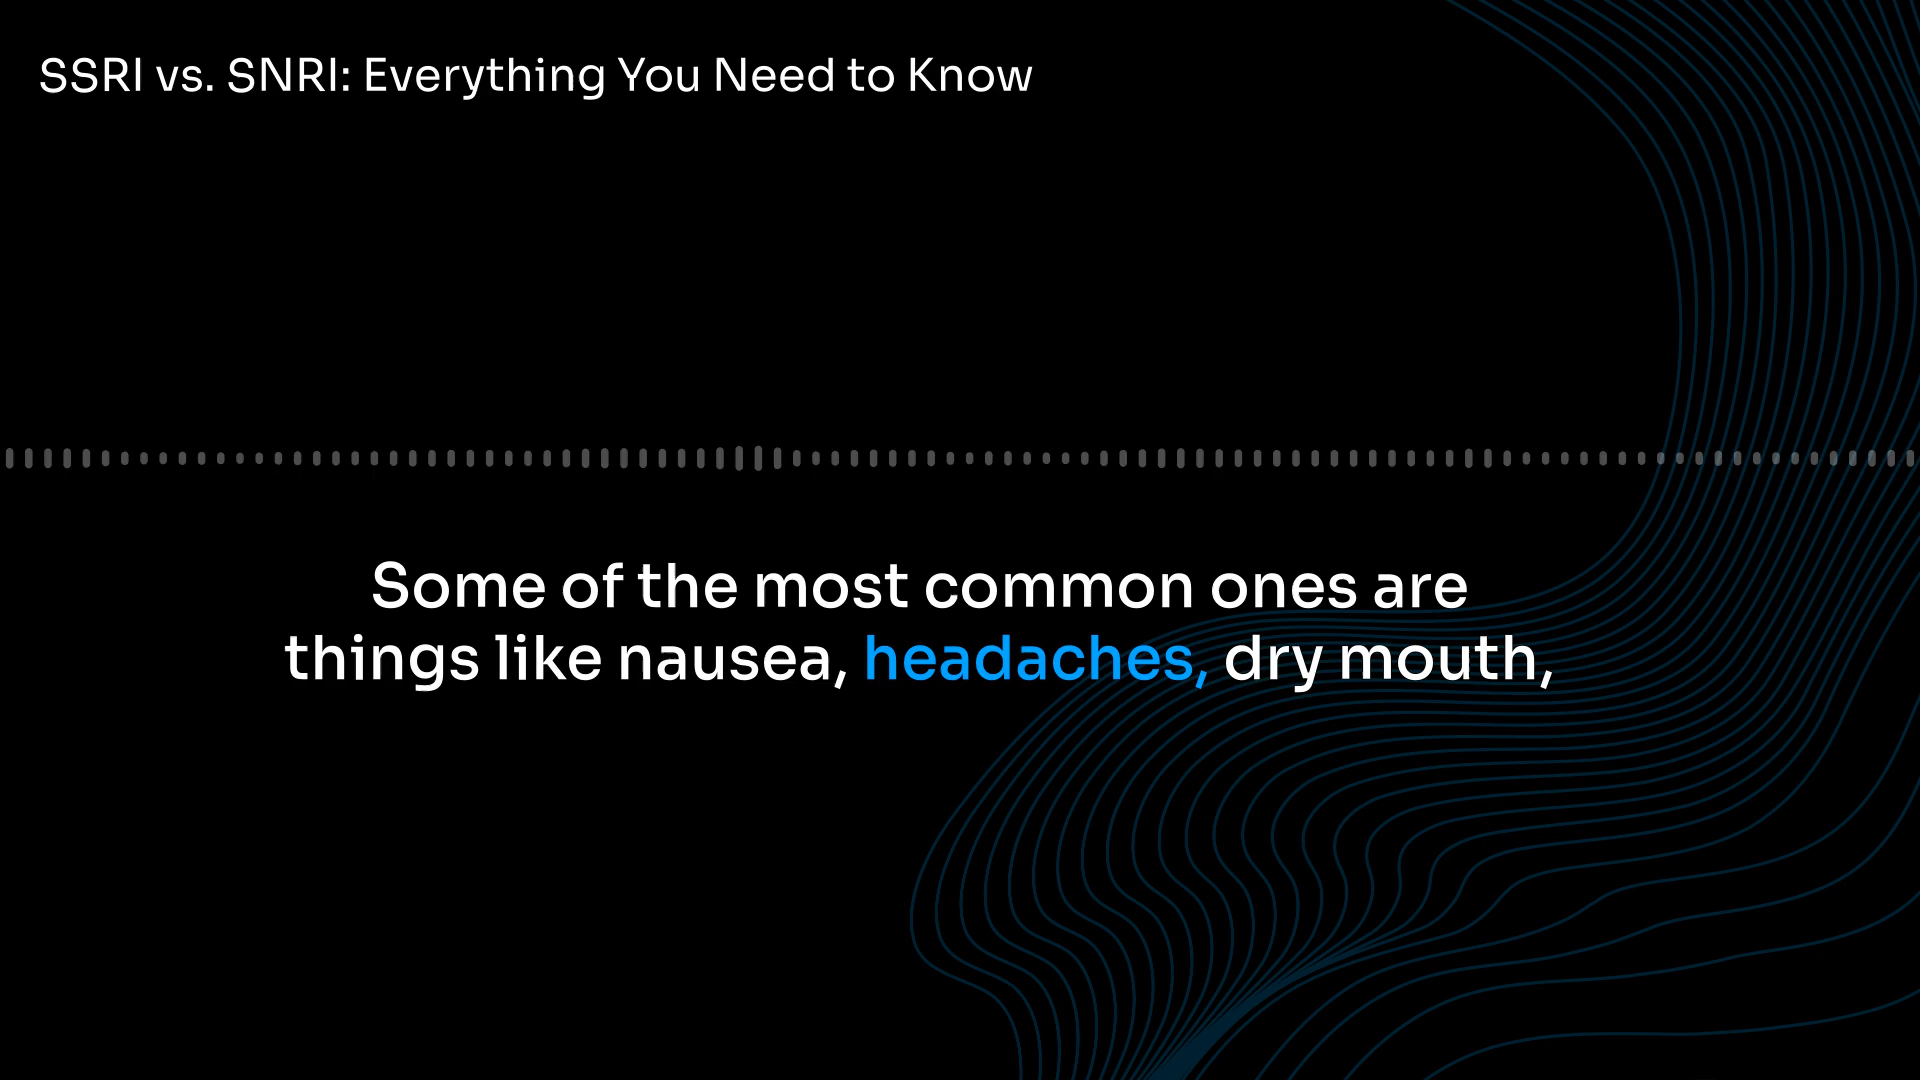 SSRI vs. SNRI: Everything You Need to Know
Some of the most common ones are
things like nausea, headaches, dry mouth,